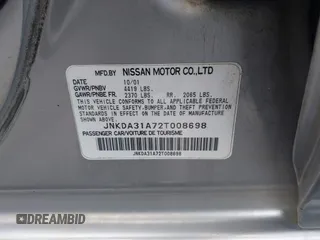 MFD.BY NISSAN MOTOR CO.,LTD
10/01
GVWR/PNBV 4419 LBS.
GAWR/PNBE FR. 2370 LBS. RR. 2065 LBS.
THIS VEHICLE CONFORMS TO ALL APPLICABLE FEDERAL
MOTOR VEHICLE SAFETY, BUMPER, AND THEFT PREVENTION
STANDARDS IN EFFECT ON THE DATE OF MANUFACTURE
SHOWN ABOVE.
JNKDA31A72T008698
PASSENGER CAR/VOITURE DE TOURISME
JNKDA31A72T008698
DREAMBID